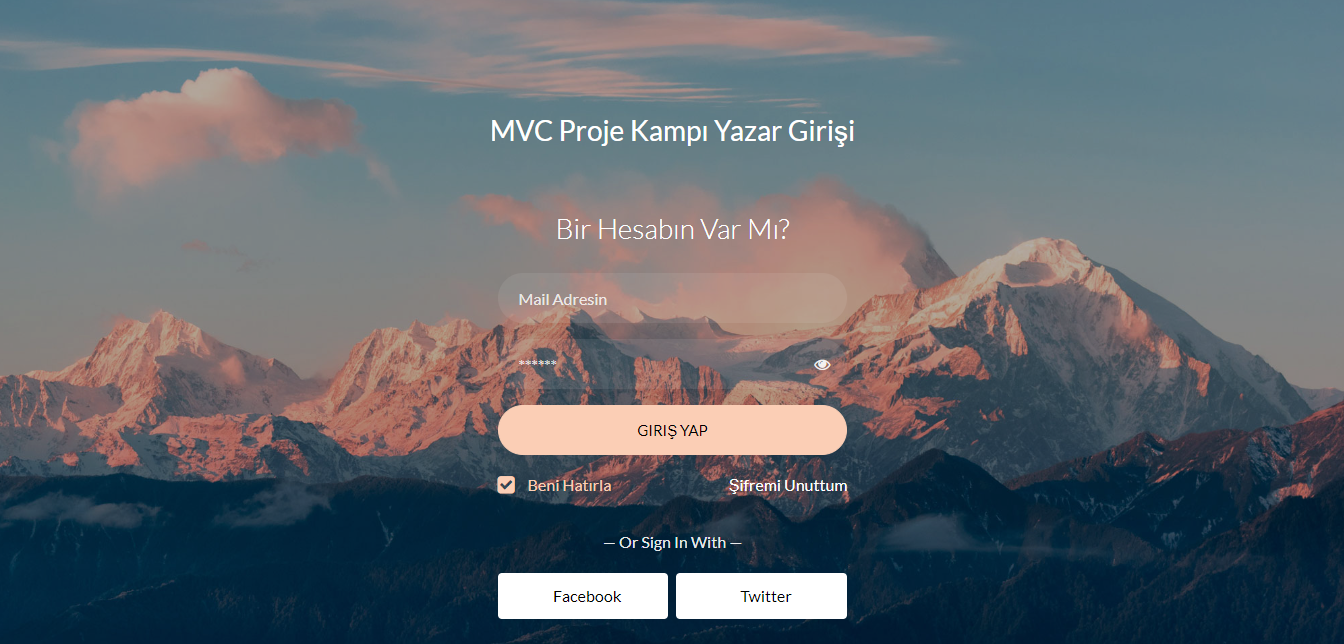 MVC Proje Kampı Yazar Girişi
Bir Hesabın Var Mı?
Mail Adresin
******
GIRIŞ YAP
Beni Hatırla Şifremi Unuttum
— Or Sign In With —
Facebook Twitter